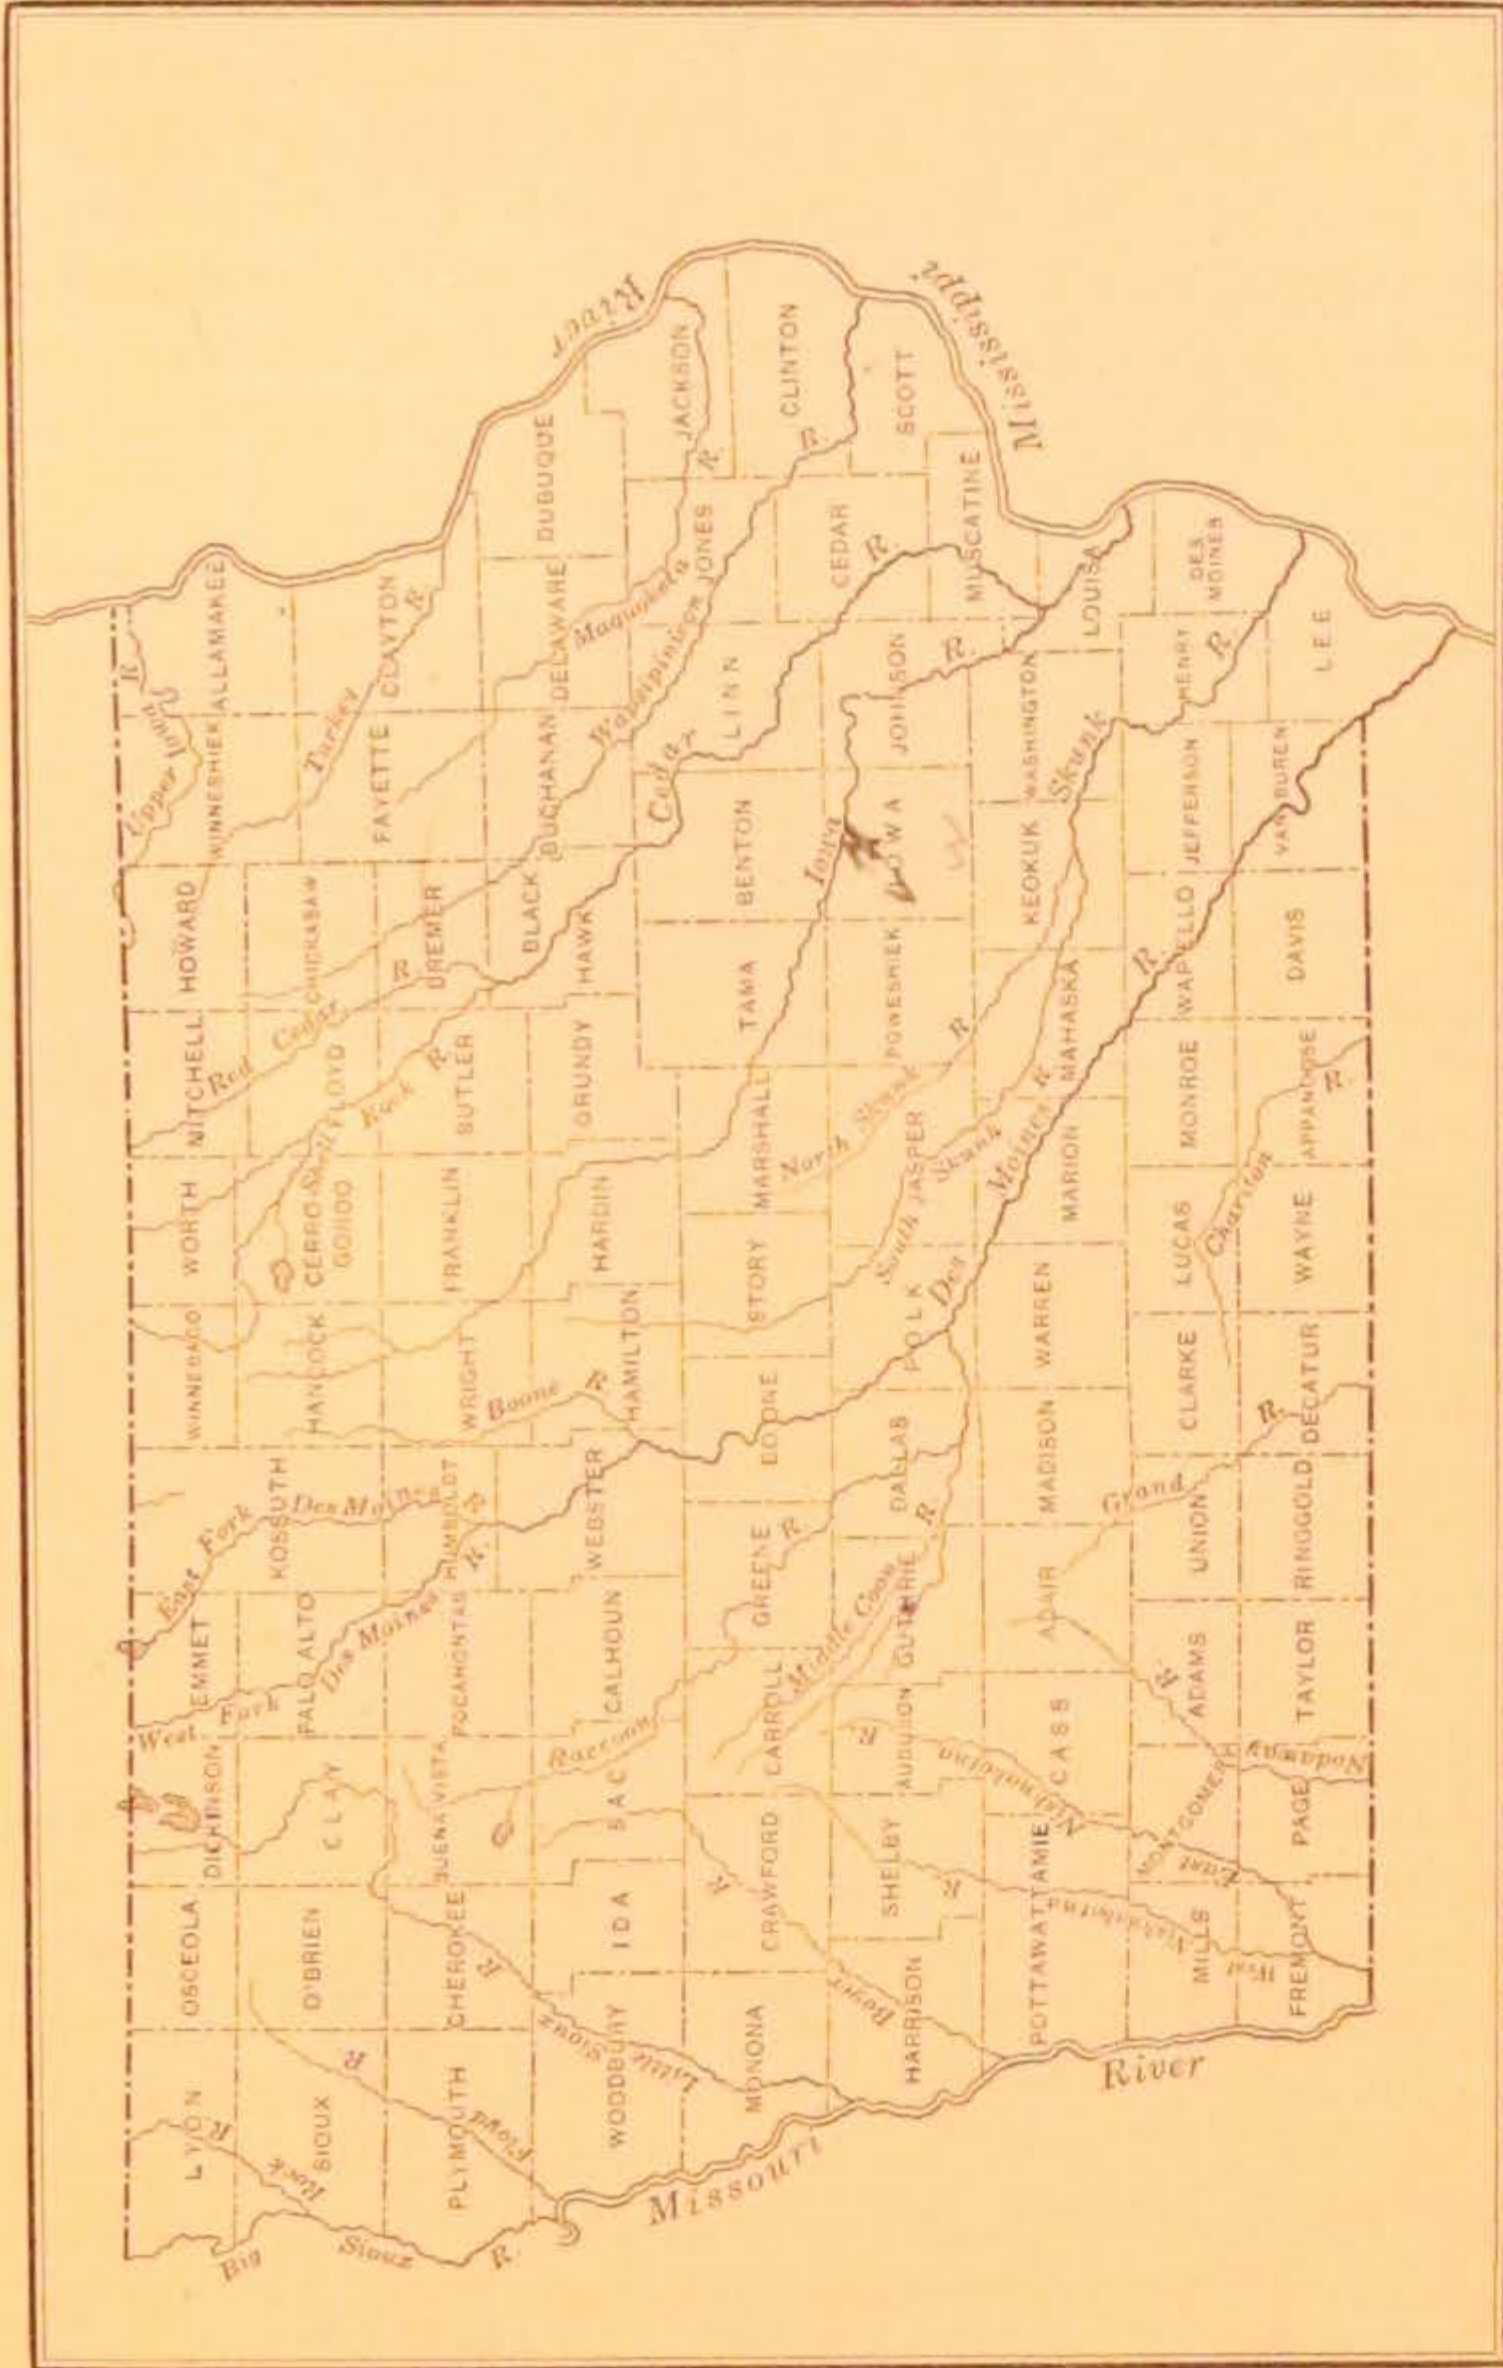 LYON
OSCEOLA
DICKINSON
EMMET
WINNEBAGO
WORTH
MITCHELL
HOWARD
WINNESHIEK
ALLAMAKEE
SIOUX
O'BRIEN
CLAY
PALO ALTO
KOSSUTH
HANCOCK
CERRO
GORDO
FLOYD
CHICKASAW
FAYETTE
CLAYTON
PLYMOUTH
CHEROKEE
BUENA VISTA
POCAHONTAS
HUMBOLDT
WRIGHT
FRANKLIN
BUTLER
BREMER
BLACK
HAWK
BUCHANAN
DELAWARE
DUBUQUE
WOODBURY
IDA
SAC
CALHOUN
WEBSTER
HAMILTON
HARDIN
GRUNDY
MONONA
CRAWFORD
CARROLL
GREENE
BOONE
STORY
MARSHALL
TAMA
BENTON
LINN
JONES
JACKSON
CLINTON
HARRISON
SHELBY
AUDUBON
GUTHRIE
DALLAS
POLK
JASPER
POWESHIEK
IOWA
JOHNSON
CEDAR
SCOTT
MUSCATINE
POTTAWATTAMIE
CASS
ADAIR
MADISON
WARREN
MARION
MAHASKA
KEOKUK
WASHINGTON
LOUISA
MILLS
MONTGOMERY
ADAMS
UNION
CLARKE
LUCAS
MONROE
WAPELLO
JEFFERSON
HENRY
DES
MOINES
FREMONT
PAGE
TAYLOR
RINGGOLD
DECATUR
WAYNE
APPANOOSE
DAVIS
VAN BUREN
LEE
Big Sioux R.
Rock R
Floyd R
Little Sioux R
Missouri River
Boyer R
West Nishnabotna R
East Nishnabotna R.
Nodaway R.
Grand R.
Chariton R.
Raccoon R
Middle Coon R
West Fork Des Moines R.
East Fork Des Moines R
Boone R
Des Moines R.
South Skunk R
North Skunk R
Skunk R
Iowa R.
Shell Rock R
Red Cedar R
Cedar R.
Wapsipinicon R.
Maquoketa R.
Turkey R
Upper Iowa R
Mississippi River